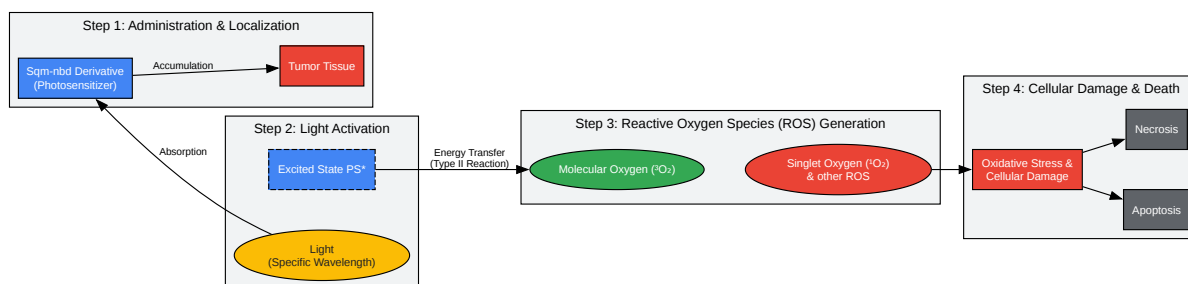 Step 1: Administration & Localization
Sqm-nbd Derivative
(Photosensitizer)
Accumulation
Tumor Tissue
Absorption
Step 2: Light Activation
Excited State PS*
Light
(Specific Wavelength)
Energy Transfer
(Type II Reaction)
Step 3: Reactive Oxygen Species (ROS) Generation
Molecular Oxygen (³O₂)
Singlet Oxygen (¹O₂)
& other ROS
Step 4: Cellular Damage & Death
Oxidative Stress &
Cellular Damage
Necrosis
Apoptosis